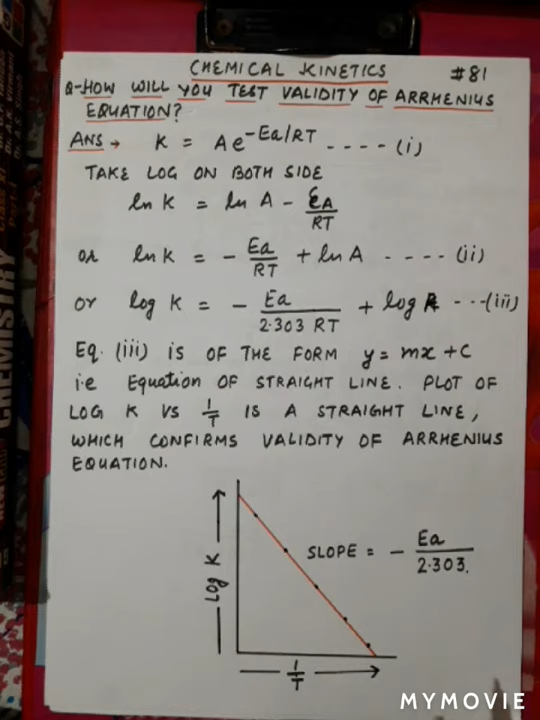 CHEMICAL KINETICS #81
Q-HOW WILL YOU TEST VALIDITY OF ARRHENIUS
EQUATION?
ANS → K = Ae^-Ea/RT ---- (i)
TAKE LOG ON BOTH SIDE
ln K = ln A - EA/RT
or ln K = - Ea/RT + ln A ---- (ii)
or log K = - Ea/2.303 RT + log A ---(iii)
Eq. (iii) IS OF THE FORM y = mx + C
i.e EquATION OF STRAIGHT LINE. PLOT OF
LOG K VS 1/T IS A STRAIGHT LINE,
WHICH CONFIRMS VALIDITY OF ARRHENIUS
EQUATION.
LOG K →
SLOPE = - Ea/2.303.
1/T →
CHEMISTRY
MYMOVIE